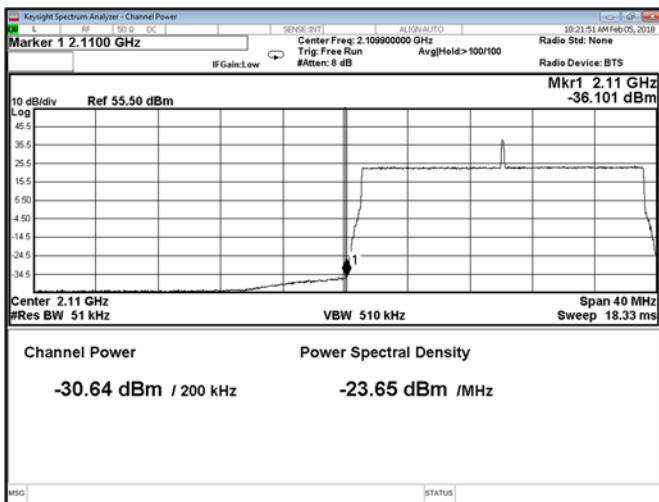 Keysight Spectrum Analyzer - Channel Power
L RF 50 Ω DC SENSE:INT ALIGN AUTO 10:21:51 AM Feb 05, 2018
Marker 1 2.1100 GHz
Center Freq: 2.109900000 GHz
Radio Std: None
Trig: Free Run Avg|Hold:> 100/100
IFGain:Low #Atten: 8 dB Radio Device: BTS
Mkr1 2.11 GHz
10 dB/div Ref 55.50 dBm -36.101 dBm
Log
45.5
35.5
25.5
15.5
5.50
-4.50
-14.5
-24.5
-34.5
1
Center 2.11 GHz Span 40 MHz
#Res BW 51 kHz VBW 510 kHz Sweep 18.33 ms
Channel Power Power Spectral Density
-30.64 dBm / 200 kHz -23.65 dBm /MHz
MSG STATUS